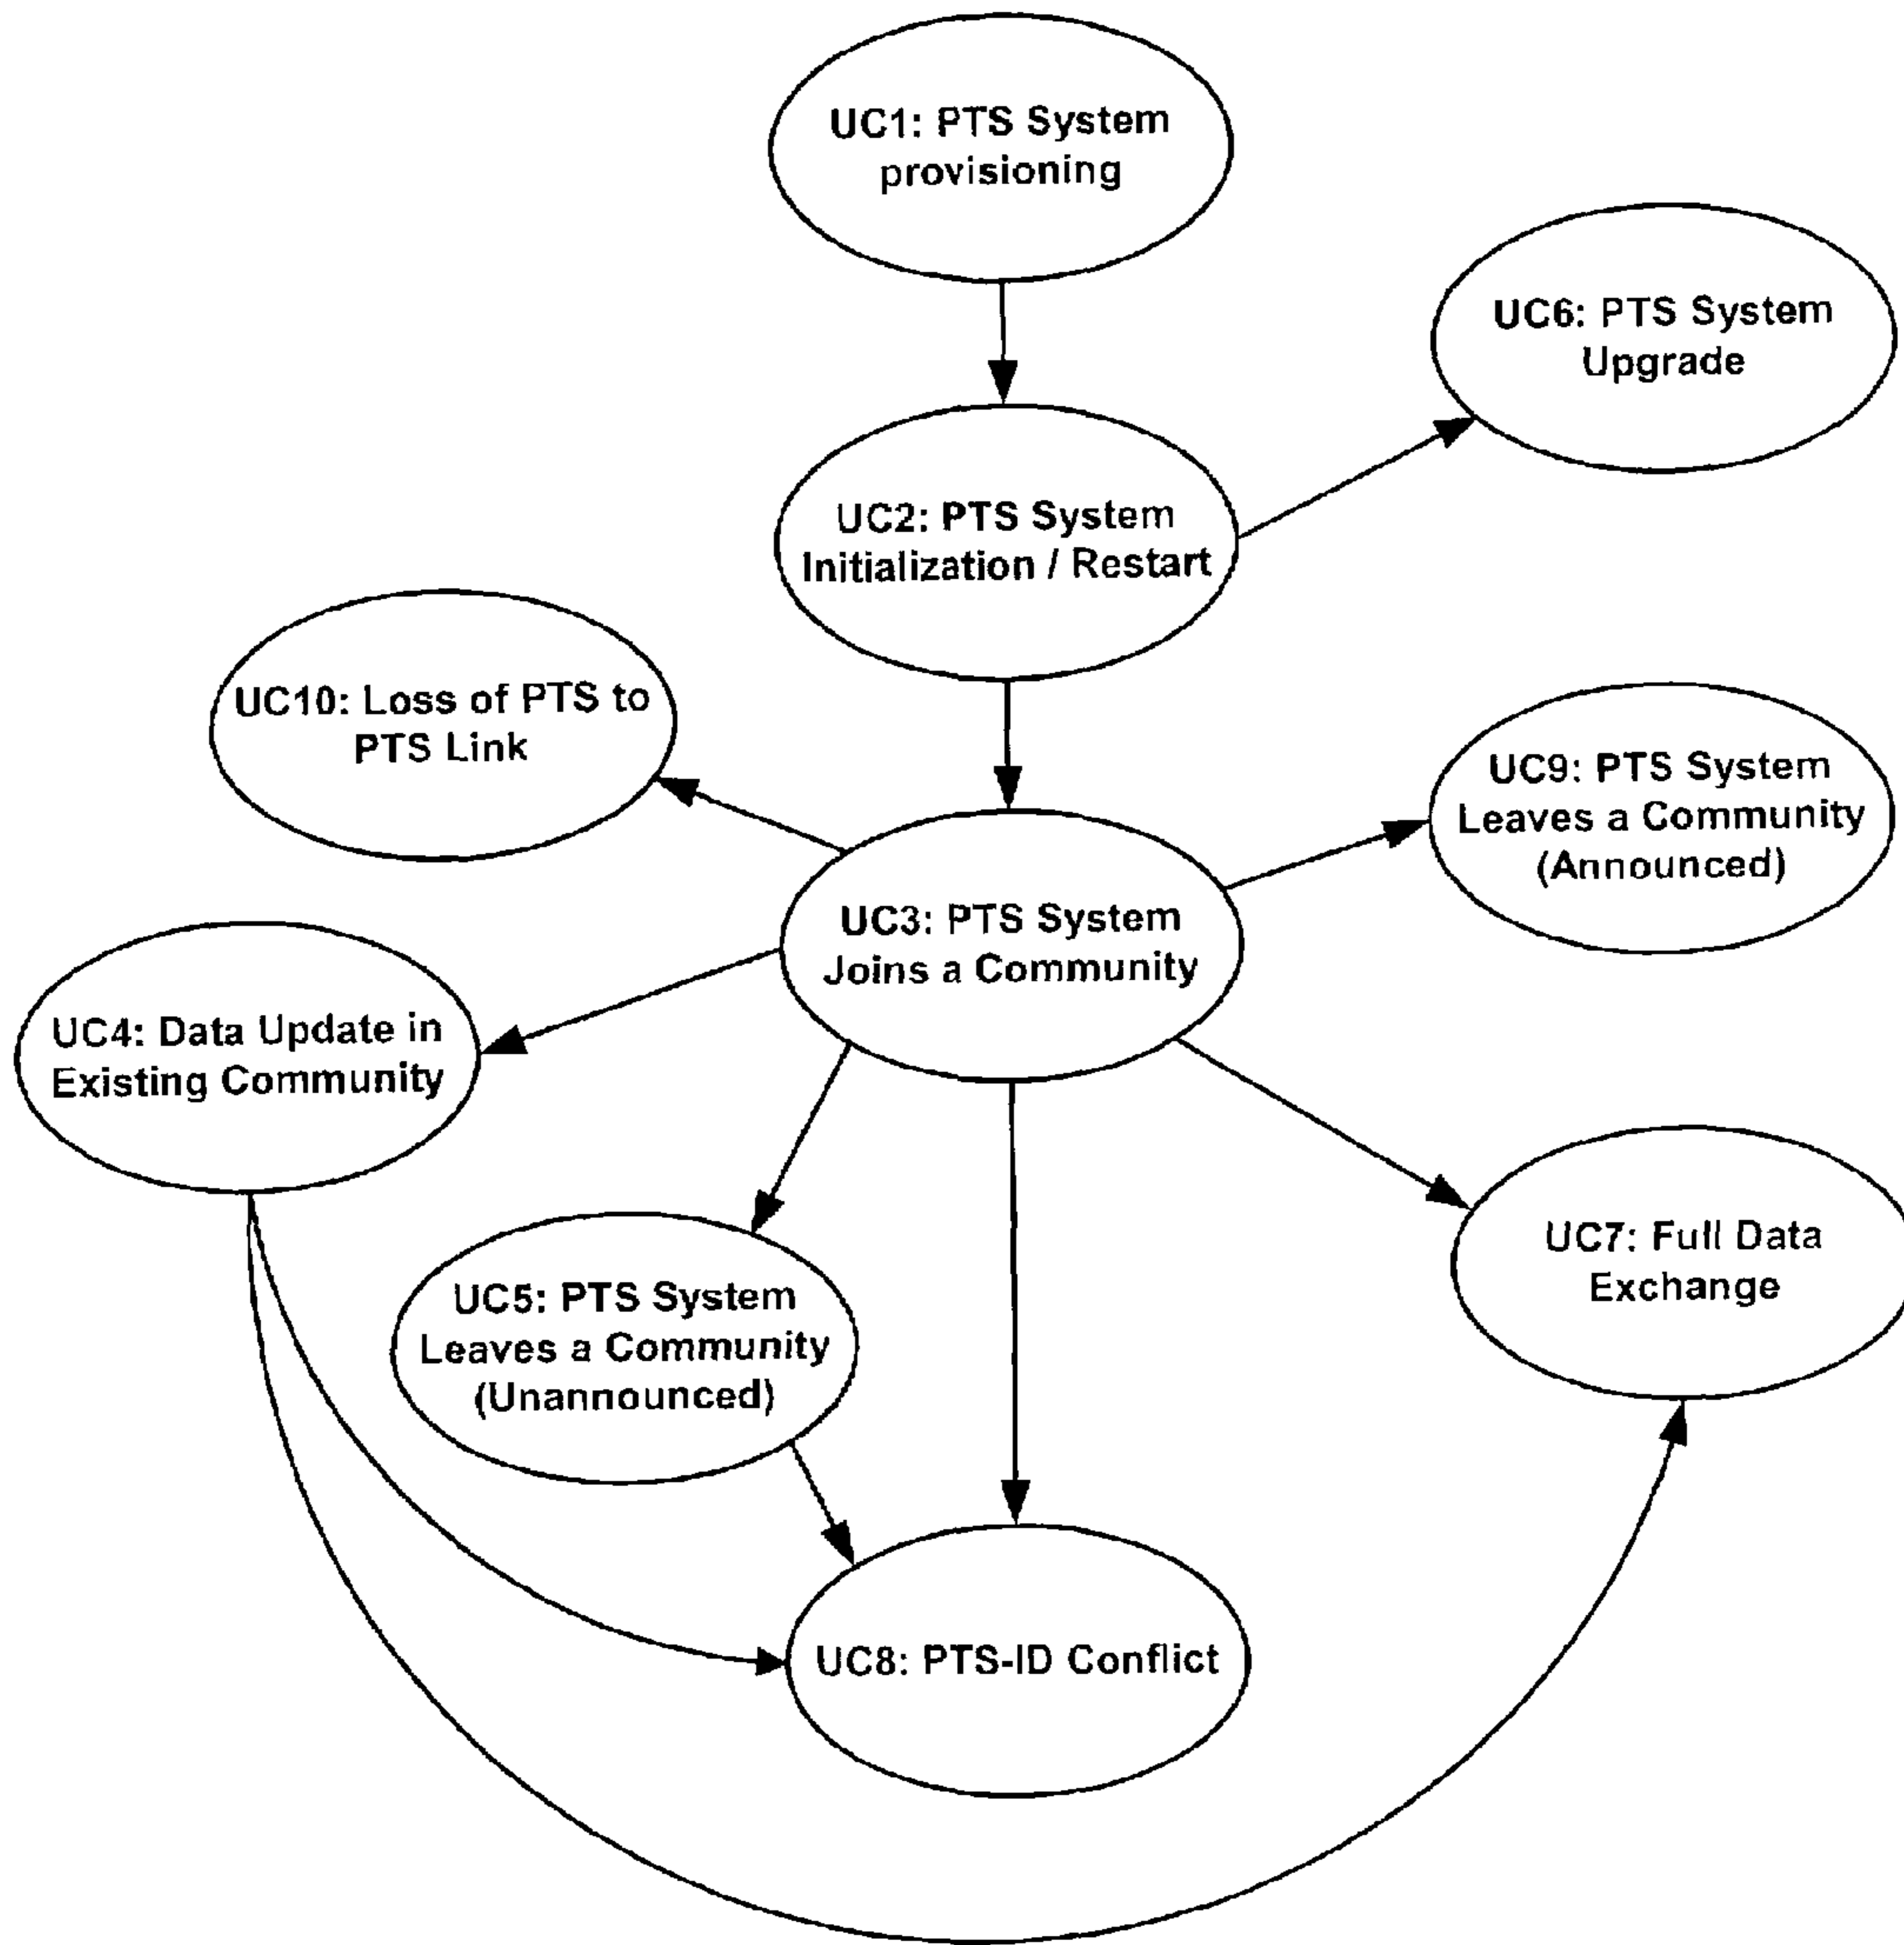 UC1: PTS System
provisioning
UC6: PTS System
Upgrade
UC2: PTS System
Initialization / Restart
UC10: Loss of PTS to
PTS Link
UC9: PTS System
Leaves a Community
(Announced)
UC3: PTS System
Joins a Community
UC4: Data Update in
Existing Community
UC7: Full Data
Exchange
UC5: PTS System
Leaves a Community
(Unannounced)
UC8: PTS-ID Conflict